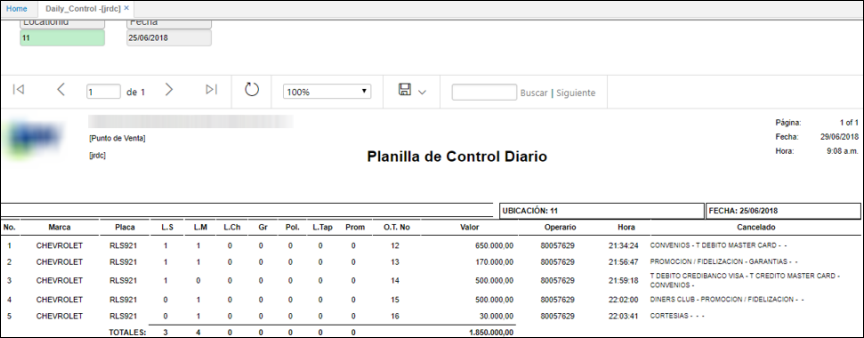 Home Daily_Control -[jrdc] ×
LocationId Fecha
11 25/06/2018
1 de 1 100% Buscar | Siguiente
Página: 1 of 1
[Punto de Venta] Fecha: 29/06/2018
[jrdc] Planilla de Control Diario Hora: 9:08 a.m.
UBICACIÓN: 11 FECHA: 25/06/2018
No. Marca Placa L.S L.M L.Ch Gr Pol. L.Tap Prom O.T. No Valor Operario Hora Cancelado
1 CHEVROLET RLS921 1 1 0 0 0 0 0 12 650.000,00 80057629 21:34:24 CONVENIOS - T DEBITO MASTER CARD - -
2 CHEVROLET RLS921 1 1 0 0 0 0 0 13 170.000,00 80057629 21:56:47 PROMOCION / FIDELIZACION - GARANTIAS - -
3 CHEVROLET RLS921 1 0 0 0 0 0 0 14 500.000,00 80057629 21:59:18 T DEBITO CREDIBANCO VISA - T CREDITO MASTER CARD -
CONVENIOS -
4 CHEVROLET RLS921 0 1 0 0 0 0 0 15 500.000,00 80057629 22:02:00 DINERS CLUB - PROMOCION / FIDELIZACION - -
5 CHEVROLET RLS921 0 1 0 0 0 0 0 16 30.000,00 80057629 22:03:41 CORTESIAS - - -
TOTALES: 3 4 0 0 0 0 0 1.850.000,00